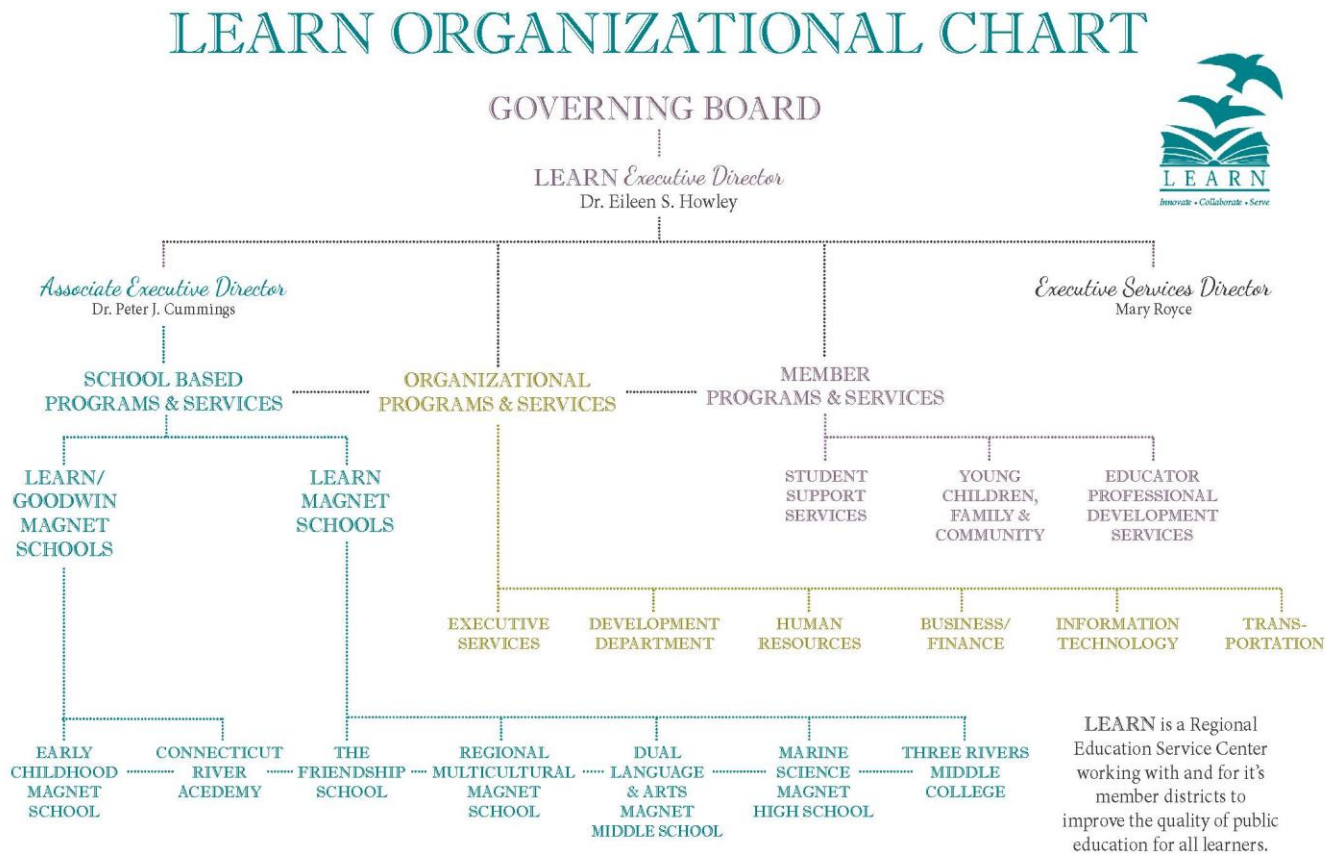 LEARN ORGANIZATIONAL CHART
GOVERNING BOARD
LEARN Executive Director
Dr. Eileen S. Howley
LEARN
Innovate • Collaborate • Serve
Associate Executive Director
Dr. Peter J. Cummings
Executive Services Director
Mary Royce
SCHOOL BASED
PROGRAMS & SERVICES
ORGANIZATIONAL
PROGRAMS & SERVICES
MEMBER
PROGRAMS & SERVICES
LEARN/
GOODWIN
MAGNET
SCHOOLS
LEARN
MAGNET
SCHOOLS
STUDENT
SUPPORT
SERVICES
YOUNG
CHILDREN,
FAMILY &
COMMUNITY
EDUCATOR
PROFESSIONAL
DEVELOPMENT
SERVICES
EXECUTIVE
SERVICES
DEVELOPMENT
DEPARTMENT
HUMAN
RESOURCES
BUSINESS/
FINANCE
INFORMATION
TECHNOLOGY
TRANS-
PORTATION
EARLY
CHILDHOOD
MAGNET
SCHOOL
CONNECTICUT
RIVER
ACEDEMY
THE
FRIENDSHIP
SCHOOL
REGIONAL
MULTICULTURAL
MAGNET
SCHOOL
DUAL
LANGUAGE
& ARTS
MAGNET
MIDDLE SCHOOL
MARINE
SCIENCE
MAGNET
HIGH SCHOOL
THREE RIVERS
MIDDLE
COLLEGE
LEARN is a Regional
Education Service Center
working with and for it's
member districts to
improve the quality of public
education for all learners.